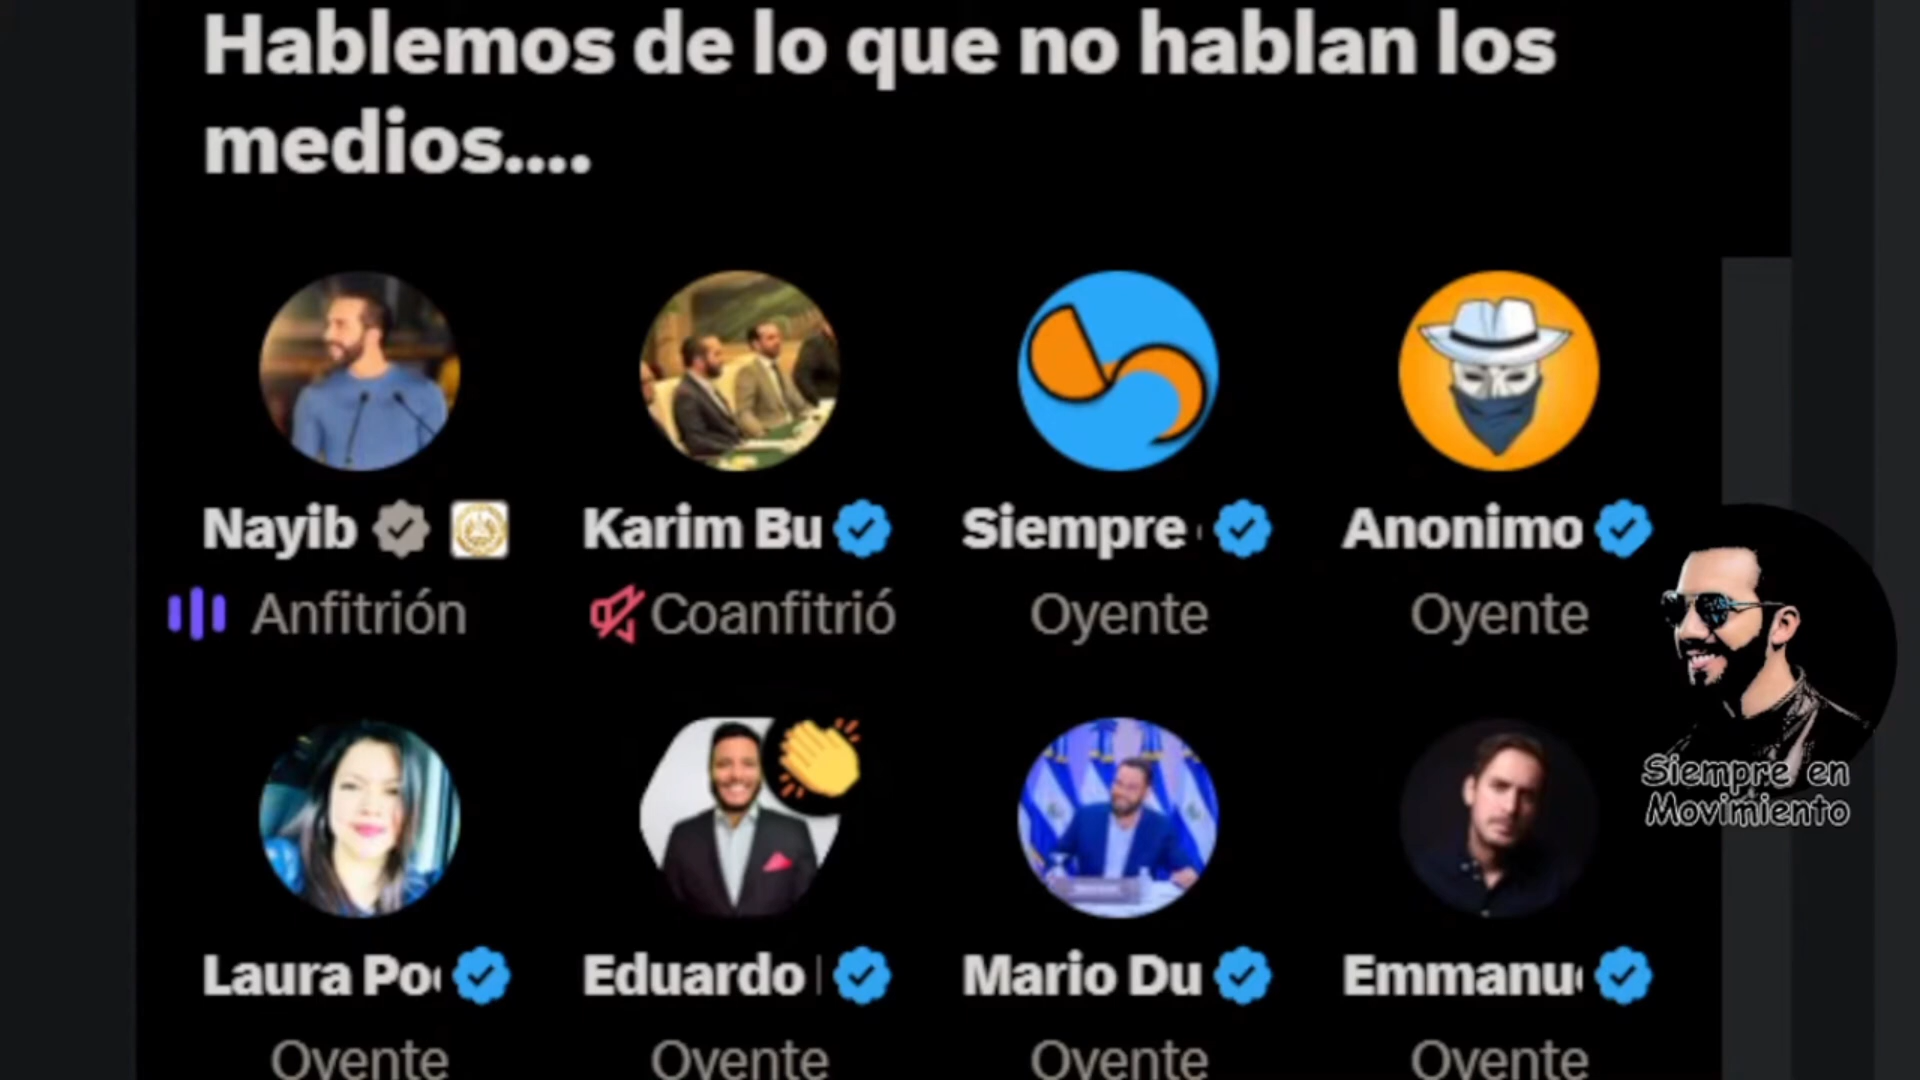 Hablemos de lo que no hablan los
medios....
Nayib
Karim Bu
Siempre
Anonimo
Anfitrión
Coanfitrió
Oyente
Oyente
Siempre en
Movimiento
Laura Po
Eduardo
Mario Du
Emmanu
Oyente
Oyente
Oyente
Oyente